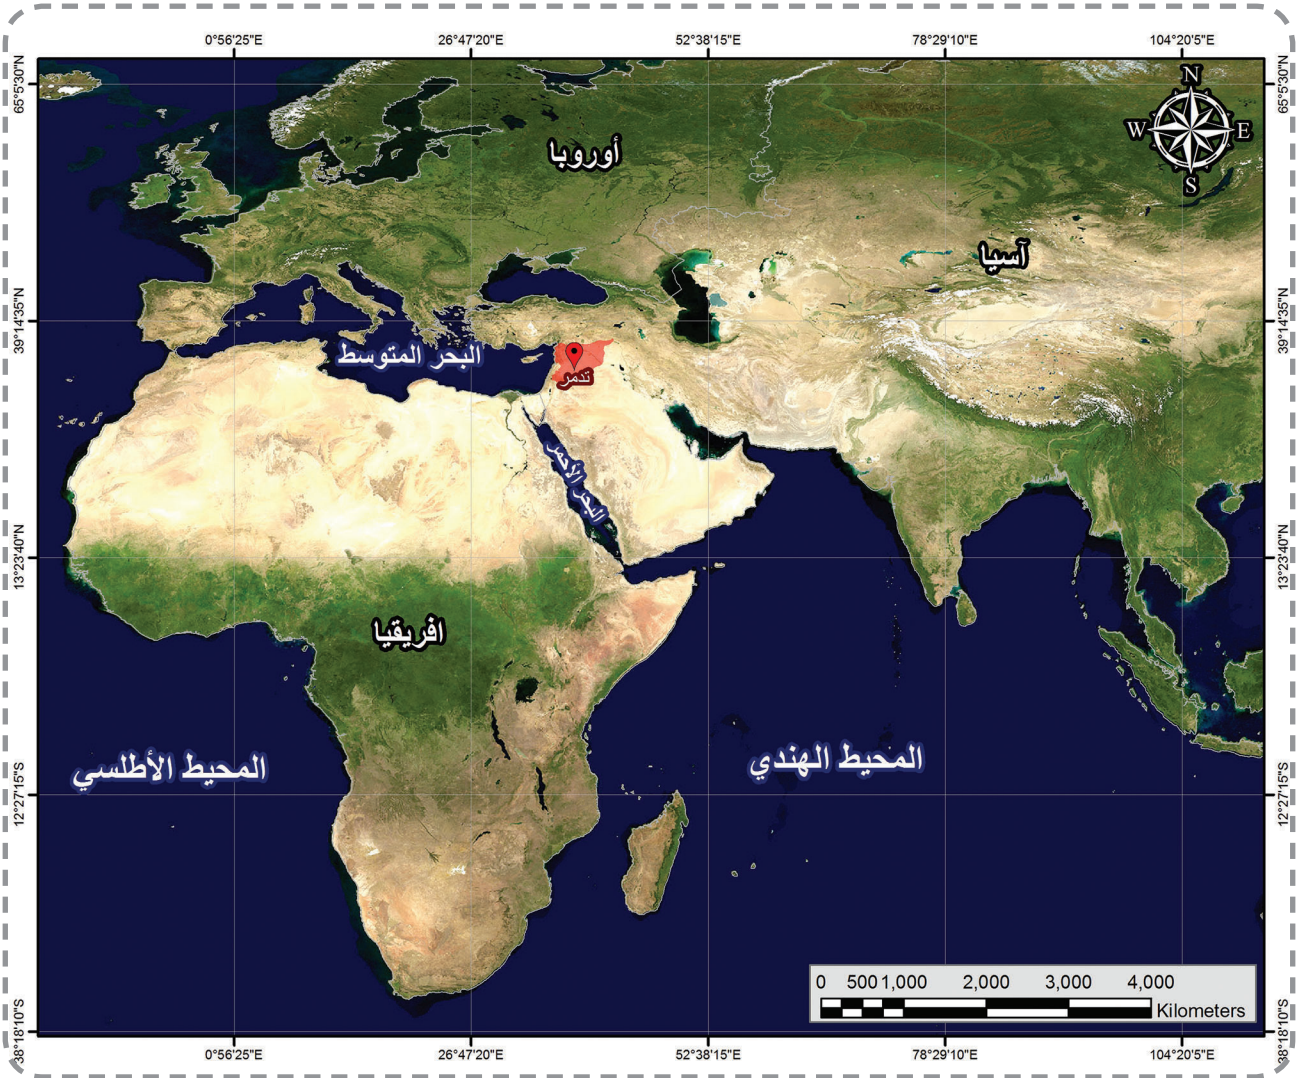 0°56'25"E 26°47'20"E 52°38'15"E 78°29'10"E 104°20'5"E
65°5'30"N 65°5'30"N
N
W E
S
أوروبا
آسيا
39°14'35"N 39°14'35"N
البحر المتوسط
تدمر
البحر الأحمر
13°23'40"N 13°23'40"N
افريقيا
المحيط الأطلسي
المحيط الهندي
12°27'15"S 12°27'15"S
0 500 1,000 2,000 3,000 4,000
Kilometers
38°18'10"S 38°18'10"S
0°56'25"E 26°47'20"E 52°38'15"E 78°29'10"E 104°20'5"E